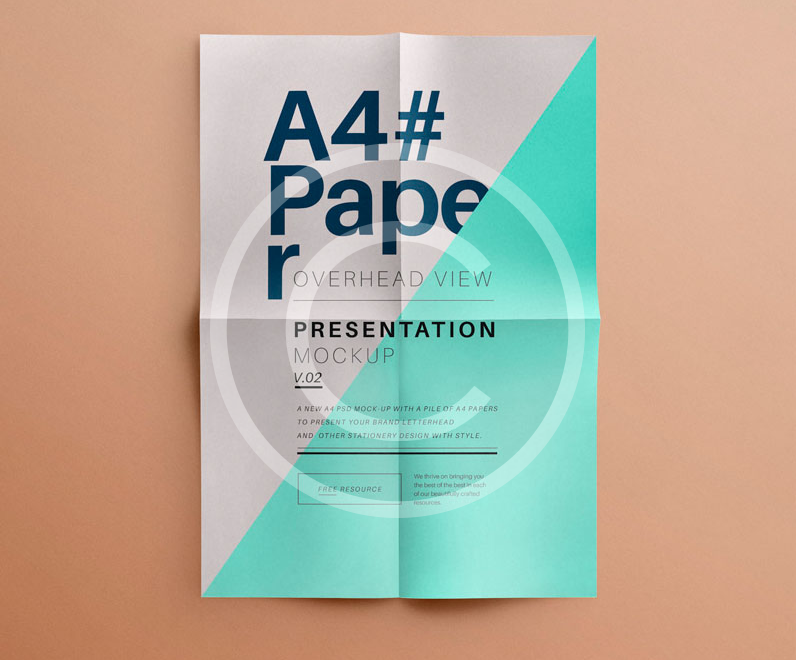 A4#
Pape
r
OVERHEAD VIEW
PRESENTATION
MOCKUP
V.02
A NEW A4 PSD MOCK-UP WITH A PILE OF A4 PAPERS
TO PRESENT YOUR BRAND LETTERHEAD
AND OTHER STATIONERY DESIGN WITH STYLE.
FREE RESOURCE
We thrive on bringing you
the best of the best in each
of our beautifully crafted
resources.
©